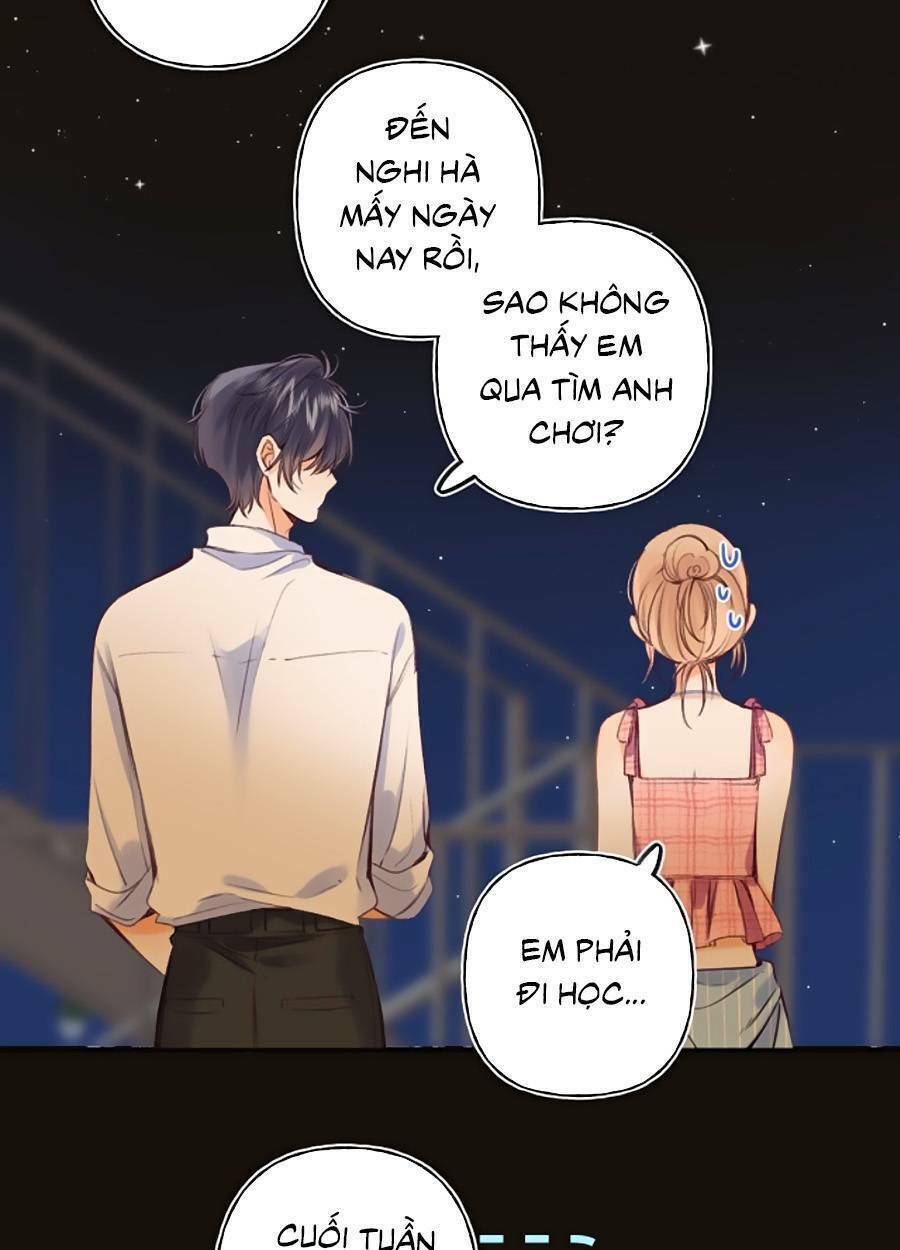 ĐẾN
NGHI HÀ
MẤY NGÀY
NAY RỒI,
SAO KHÔNG
THẤY EM
QUA TÌM ANH
CHƠI?
EM PHẢI
ĐI HỌC...
CUỐI TUẦN